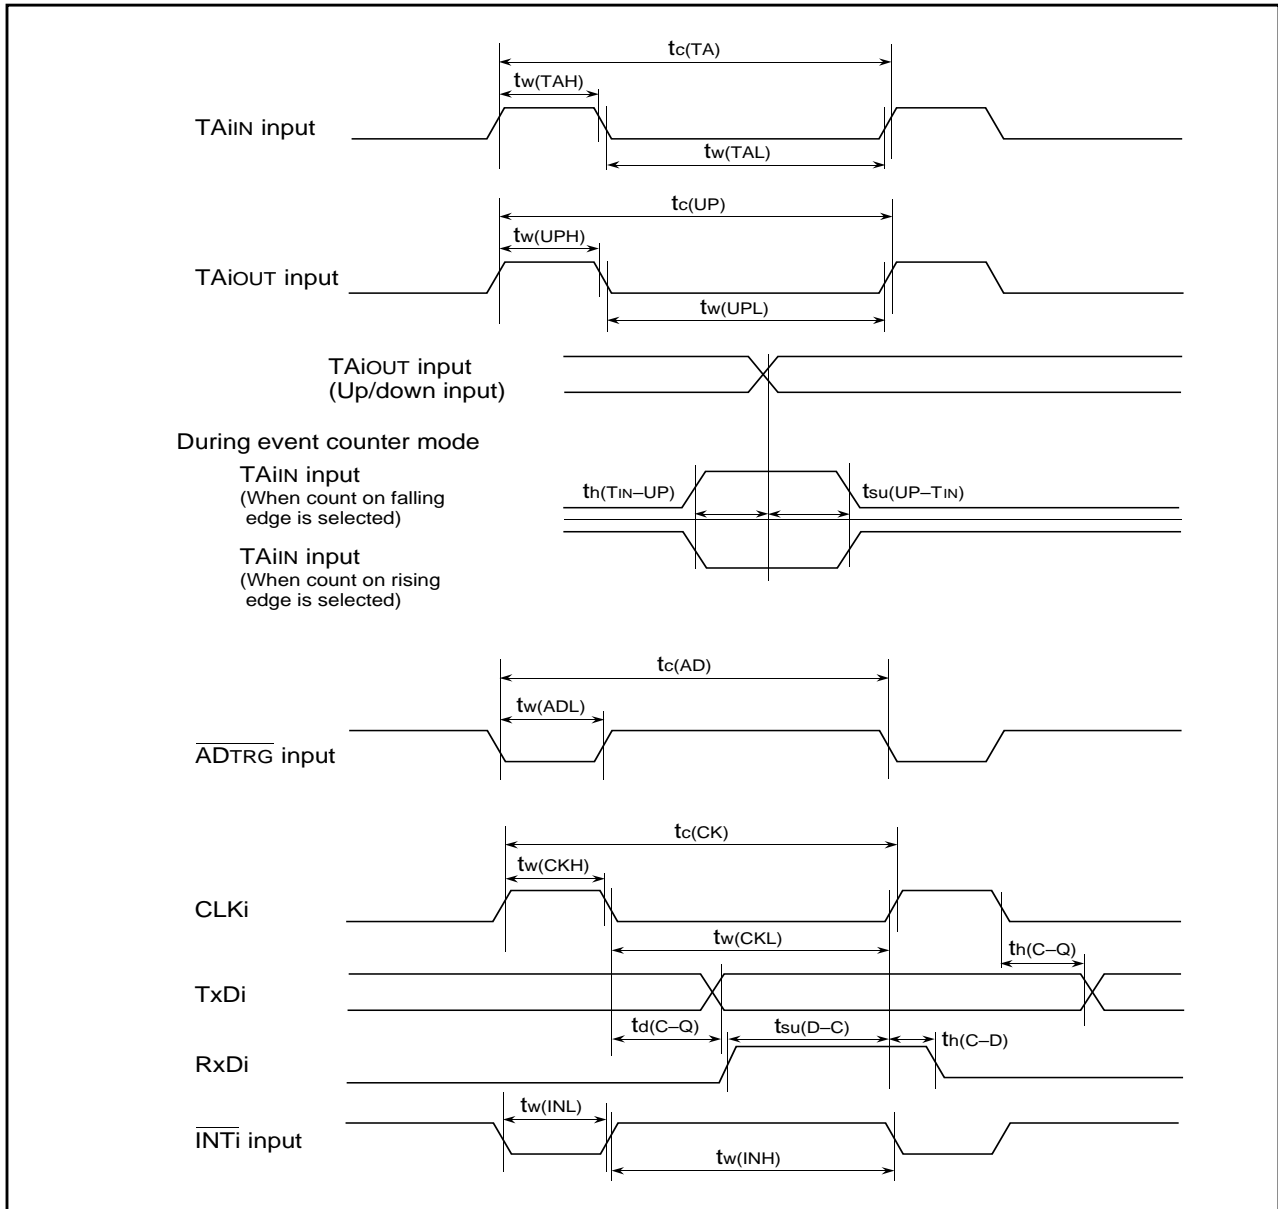 tc(TA)
tw(TAH)
TAiIN input
tw(TAL)
tc(UP)
tw(UPH)
TAiOUT input
tw(UPL)
TAiOUT input
(Up/down input)
During event counter mode
TAiIN input
(When count on falling
edge is selected)
th(TIN–UP)
tsu(UP–TIN)
TAiIN input
(When count on rising
edge is selected)
tc(AD)
tw(ADL)
ADTRG input
tc(CK)
tw(CKH)
CLKi
tw(CKL)
th(C–Q)
TxDi
td(C–Q)
tsu(D–C)
th(C–D)
RxDi
tw(INL)
INTi input
tw(INH)